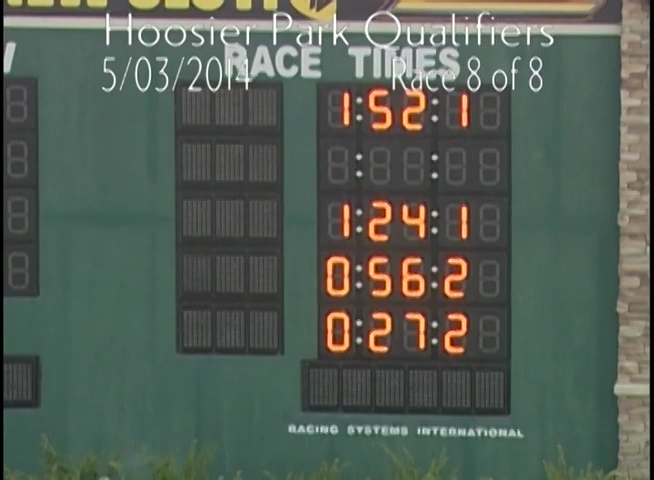 Hoosier Park Qualifiers
5/03/2014 Race 8 of 8
RACE TIMES
1:52:1
1:24:1
0:56:2
0:27:2
RACING SYSTEMS INTERNATIONAL